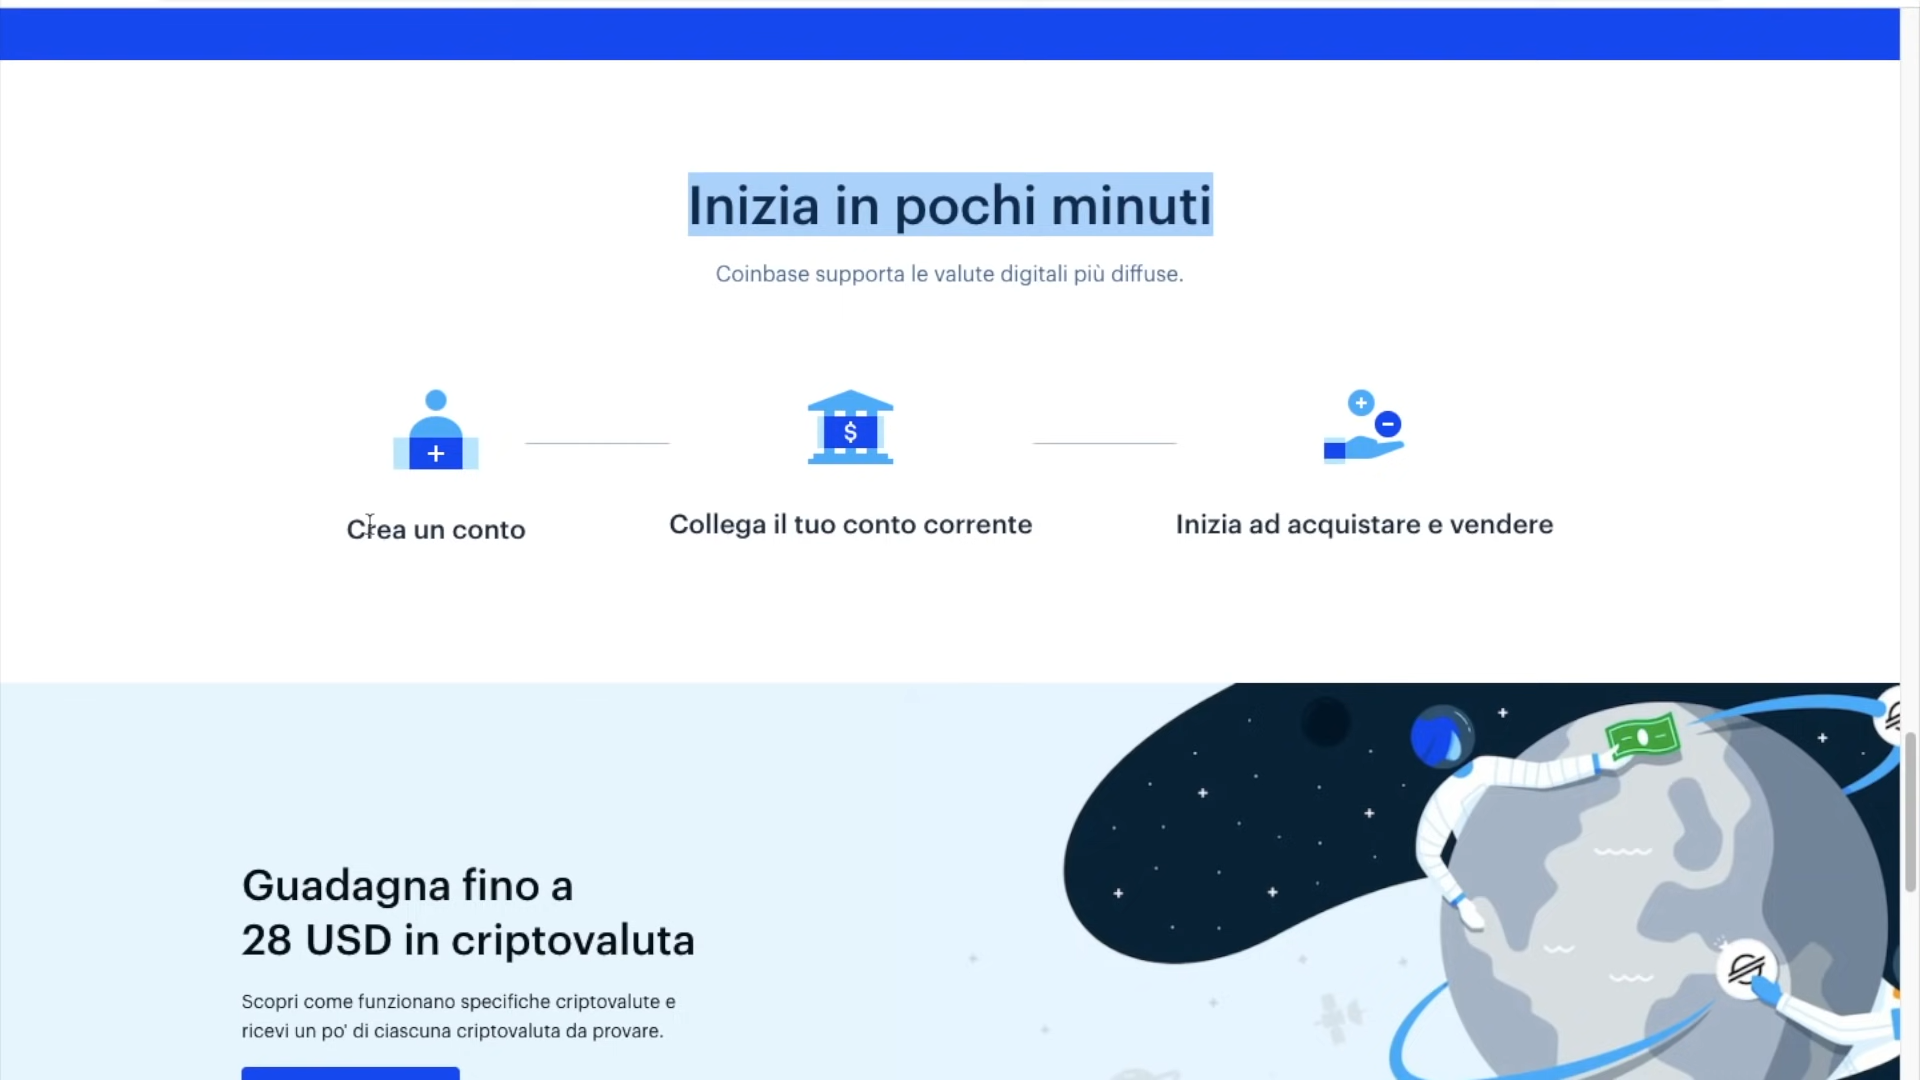 Inizia in pochi minuti
Coinbase supporta le valute digitali più diffuse.
$
Crea un conto
Collega il tuo conto corrente
Inizia ad acquistare e vendere
Guadagna fino a
28 USD in criptovaluta
Scopri come funzionano specifiche criptovalute e
ricevi un po' di ciascuna criptovaluta da provare.